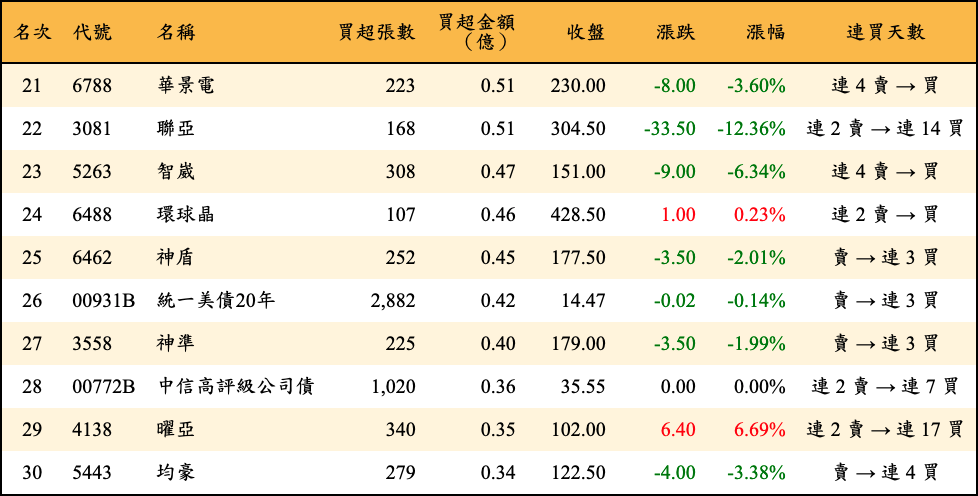 名次 代號 名稱 買超張數 買超金額（億） 收盤 漲跌 漲幅 連買天數
21 6788 華景電 223 0.51 230.00 -8.00 -3.60% 連 4 賣 → 買
22 3081 聯亞 168 0.51 304.50 -33.50 -12.36% 連 2 賣 → 連 14 買
23 5263 智崴 308 0.47 151.00 -9.00 -6.34% 連 4 賣 → 買
24 6488 環球晶 107 0.46 428.50 1.00 0.23% 連 2 賣 → 買
25 6462 神盾 252 0.45 177.50 -3.50 -2.01% 賣 → 連 3 買
26 00931B 統一美債20年 2,882 0.42 14.47 -0.02 -0.14% 賣 → 連 3 買
27 3558 神準 225 0.40 179.00 -3.50 -1.99% 賣 → 連 3 買
28 00772B 中信高評級公司債 1,020 0.36 35.55 0.00 0.00% 連 2 賣 → 連 7 買
29 4138 曜亞 340 0.35 102.00 6.40 6.69% 連 2 賣 → 連 17 買
30 5443 均豪 279 0.34 122.50 -4.00 -3.38% 賣 → 連 4 買